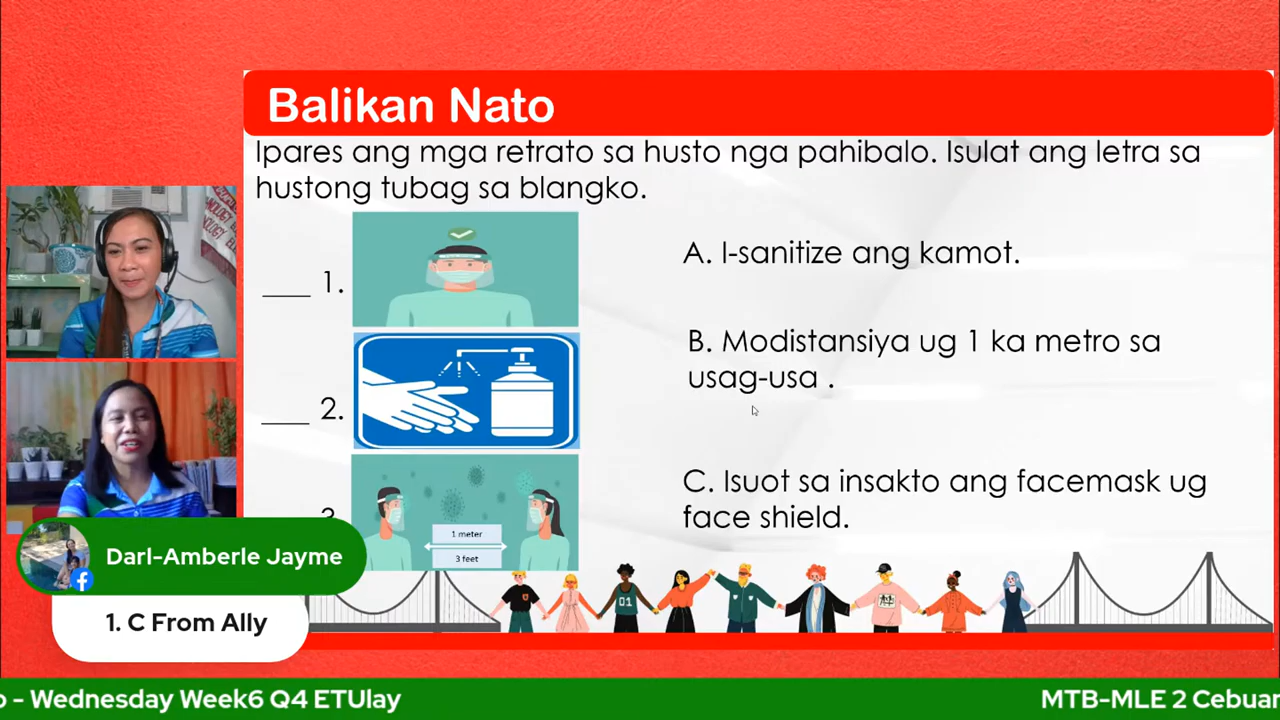 Balikan Nato
Ipares ang mga retrato sa husto nga pahibalo. Isulat ang letra sa
hustong tubag sa blangko.
___ 1.
___ 2.
3.
1 meter
3 feet
A. I-sanitize ang kamot.
B. Modistansiya ug 1 ka metro sa
usag-usa .
C. Isuot sa insakto ang facemask ug
face shield.
01
Darl-Amberle Jayme
1. C From Ally
- Wednesday Week6 Q4 ETUlay
MTB-MLE 2 Cebuan